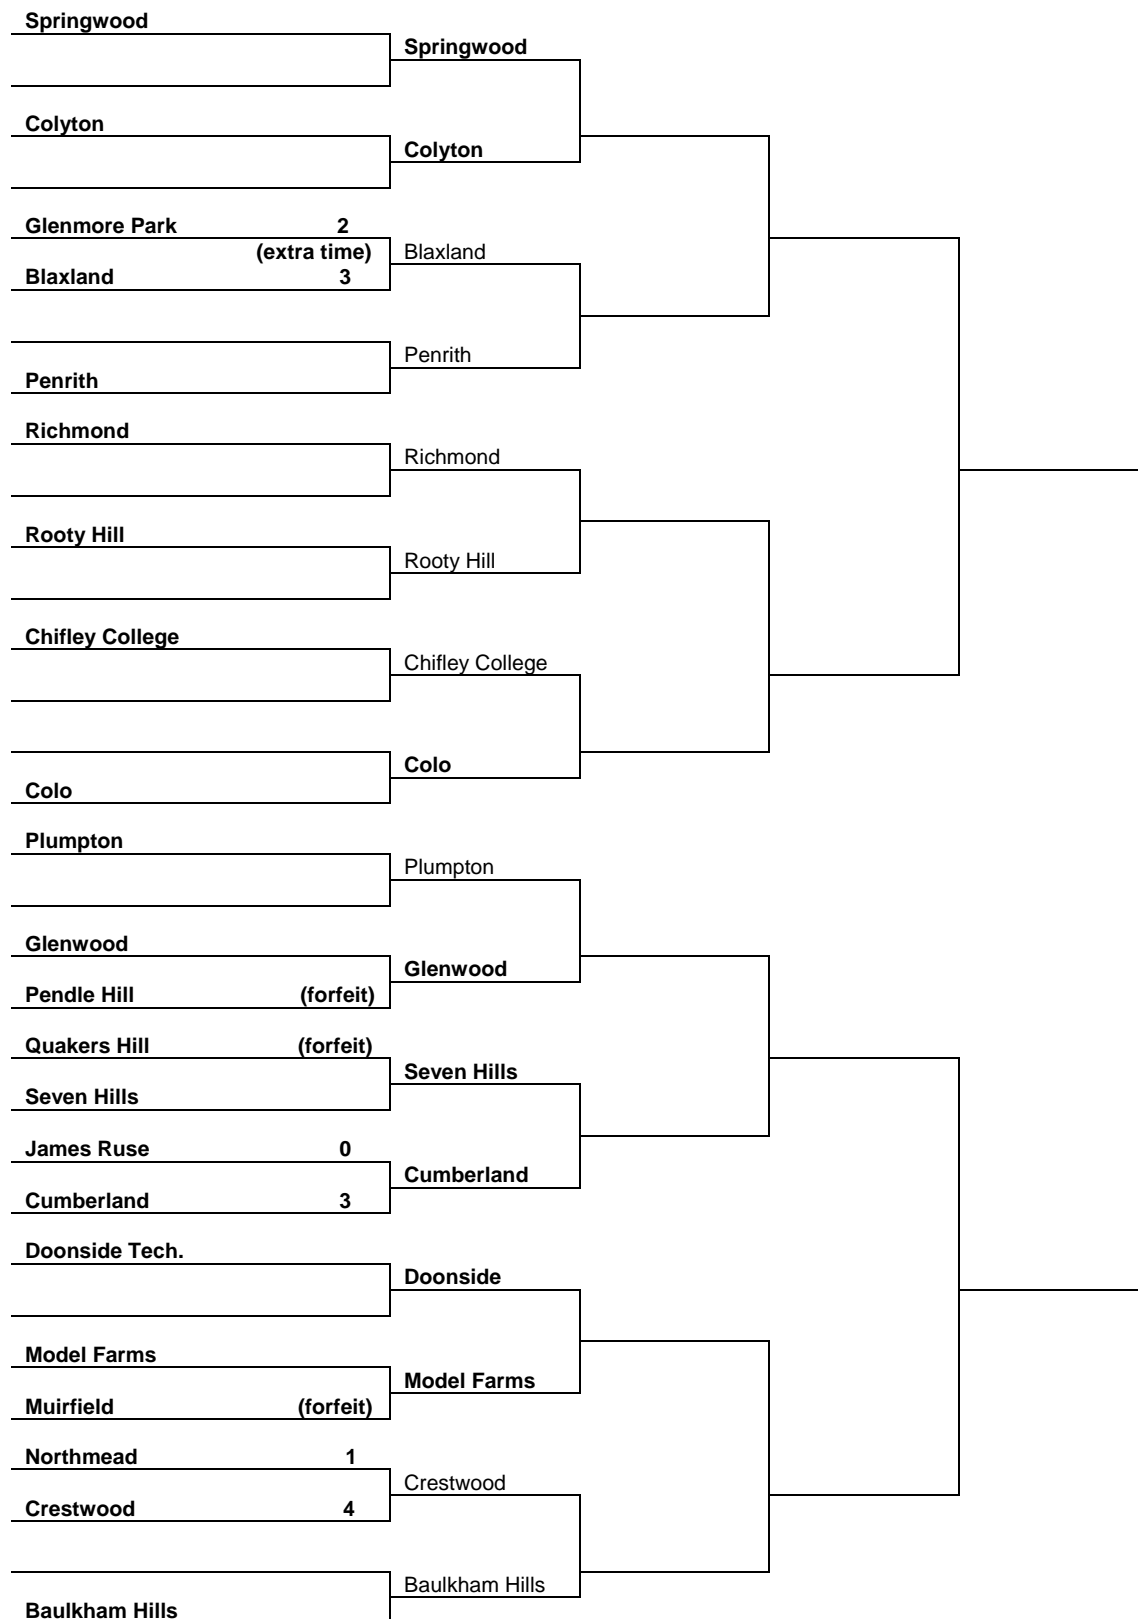 Springwood
Springwood
Colyton
Colyton
Glenmore Park 2
(extra time)
Blaxland
Blaxland 3
Penrith
Penrith
Richmond
Richmond
Rooty Hill
Rooty Hill
Chifley College
Chifley College
Colo
Colo
Plumpton
Plumpton
Glenwood
Glenwood
Pendle Hill (forfeit)
Quakers Hill (forfeit)
Seven Hills
Seven Hills
James Ruse 0
Cumberland
Cumberland 3
Doonside Tech.
Doonside
Model Farms
Model Farms
Muirfield (forfeit)
Northmead 1
Crestwood
Crestwood 4
Baulkham Hills
Baulkham Hills